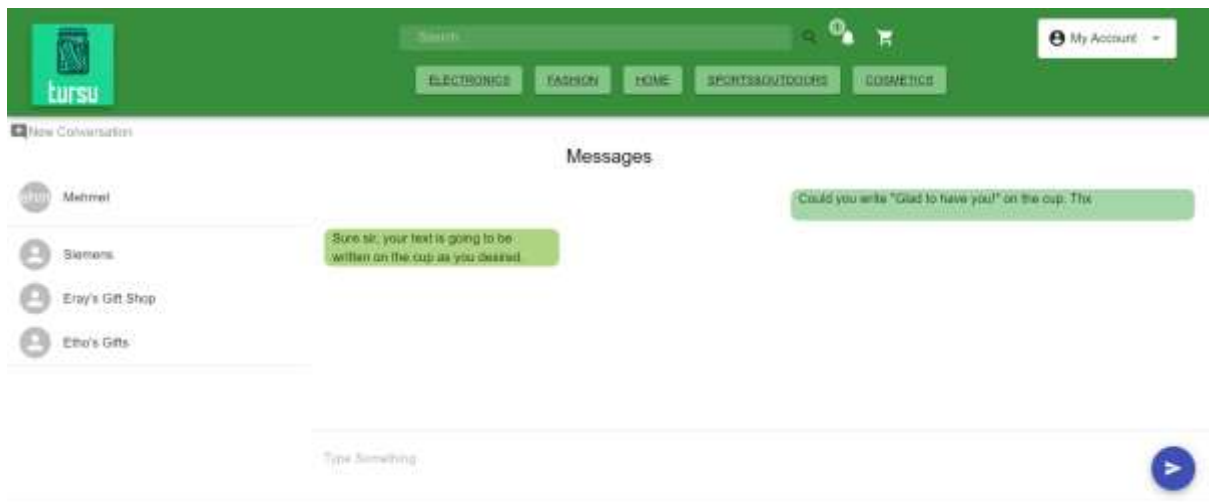 tursu
Search
My Account
ELECTRONICS FASHION HOME SPORTS&OUTDOORS COSMETICS
New Conversation
Messages
Mehmet
Could you write "Glad to have you!" on the cup. Thx
Sure sir, your text is going to be
written on the cup as you desired.
Siemens
Eray's Gift Shop
Etho's Gifts
Type Something